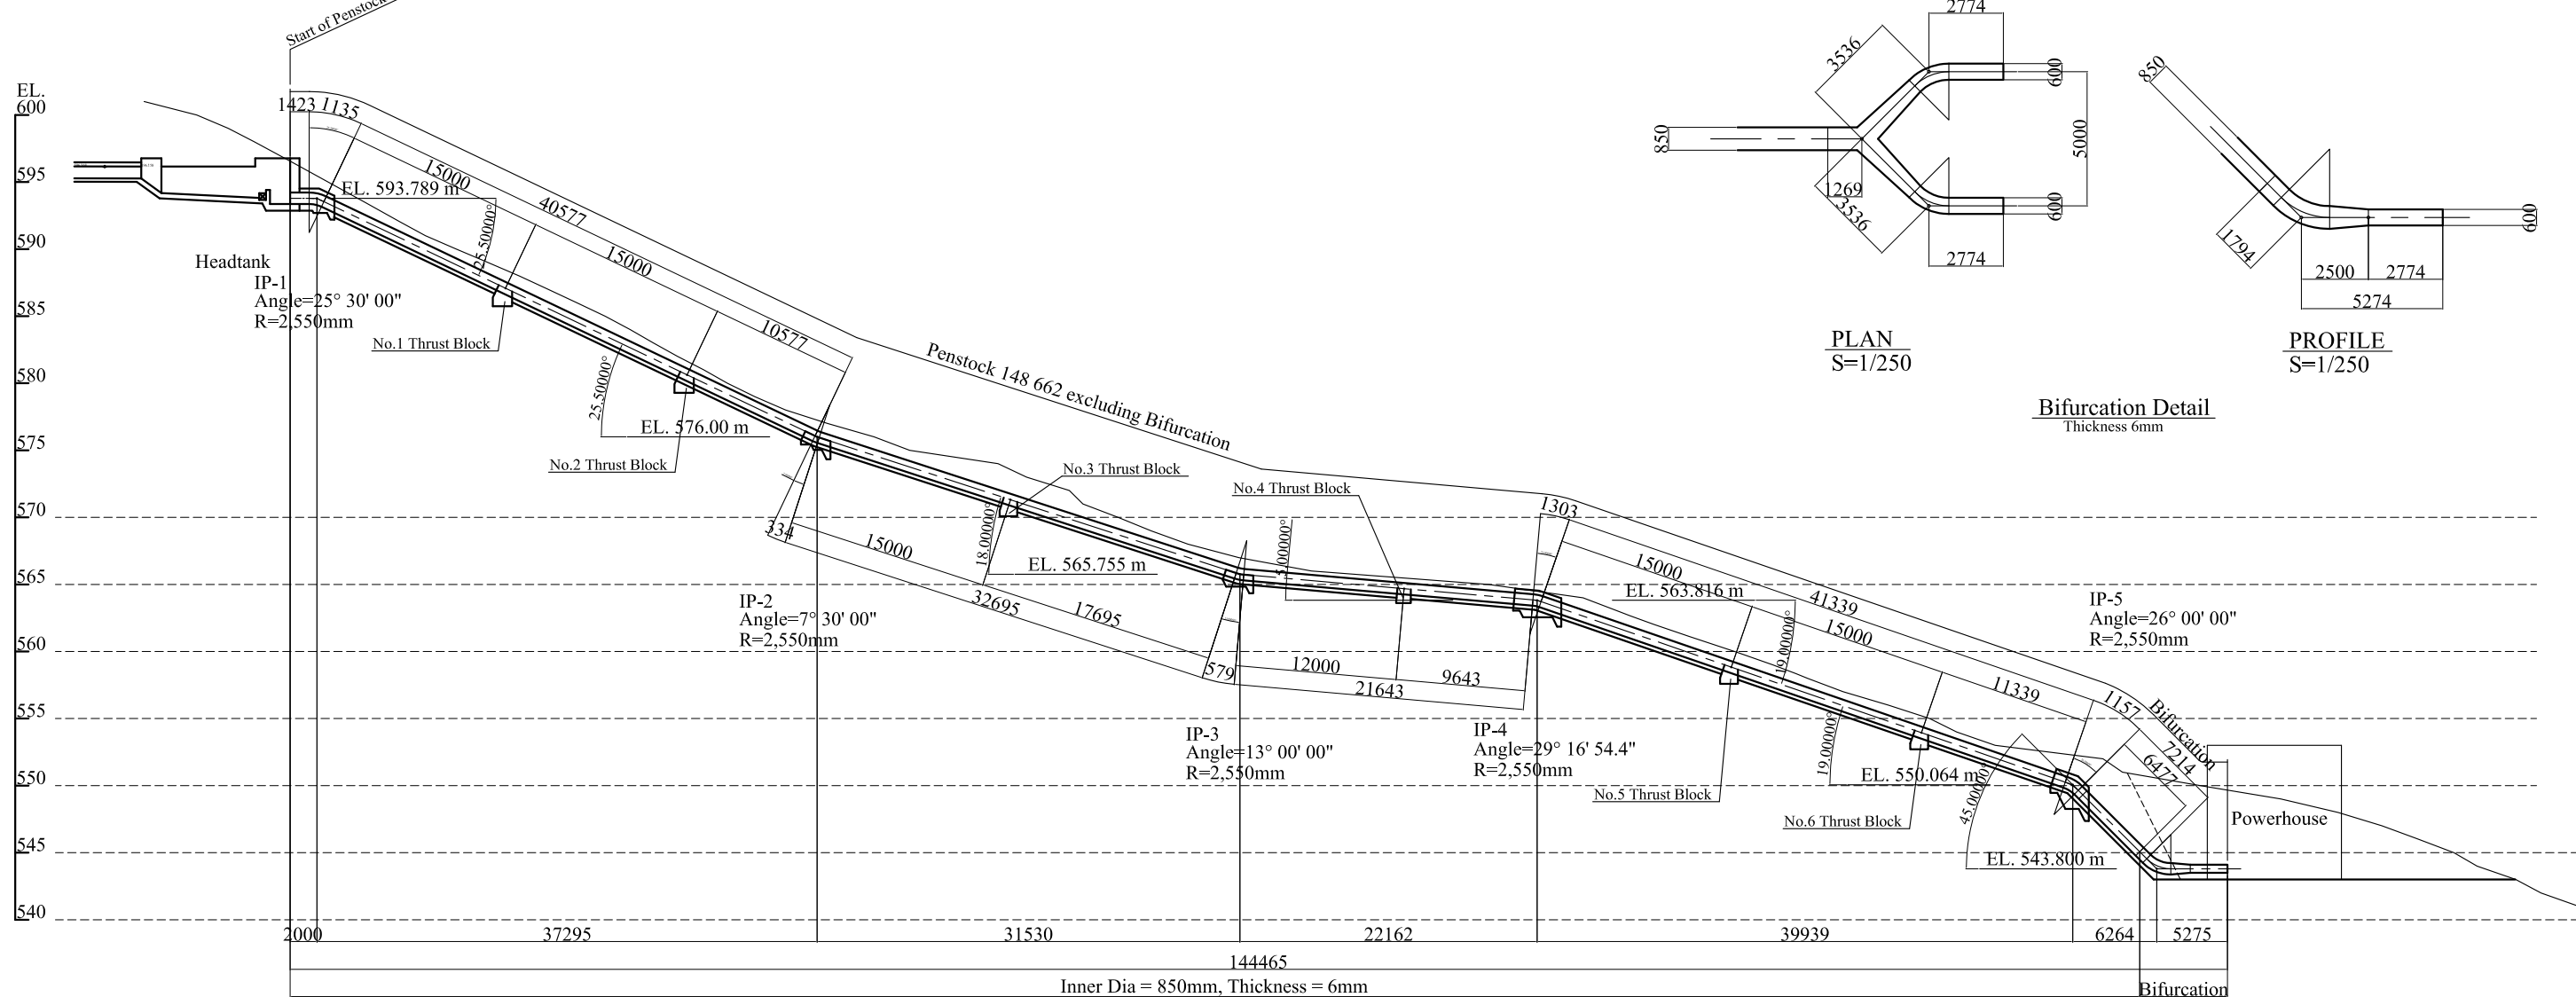 Start of Penstock
EL.
600
595
590
585
580
575
570
565
560
555
550
545
540
1423
1135
15000
40577
15000
10577
EL. 593.789 m
25.50000°
Headtank
IP-1
Angle=25° 30' 00"
R=2,550mm
No.1 Thrust Block
25.50000°
EL. 576.00 m
No.2 Thrust Block
Penstock 148 662 excluding Bifurcation
No.3 Thrust Block
No.4 Thrust Block
334
15000
18.00000°
EL. 565.755 m
32695
17695
579
IP-2
Angle=7° 30' 00"
R=2,550mm
5.00000°
12000
9643
21643
IP-3
Angle=13° 00' 00"
R=2,550mm
1303
15000
EL. 563.816 m
41339
15000
19.00000°
11339
IP-4
Angle=29° 16' 54.4"
R=2,550mm
No.5 Thrust Block
19.00000°
EL. 550.064 m
No.6 Thrust Block
IP-5
Angle=26° 00' 00"
R=2,550mm
1157
Bifurcation
7214
6477
45.00000°
EL. 543.800 m
Powerhouse
2000
37295
31530
22162
39939
6264
5275
144465
Inner Dia = 850mm, Thickness = 6mm
Bifurcation
2774
3536
600
850
5000
1269
3536
600
2774
PLAN
S=1/250
850
1794
600
2500
2774
5274
PROFILE
S=1/250
Bifurcation Detail
Thickness 6mm